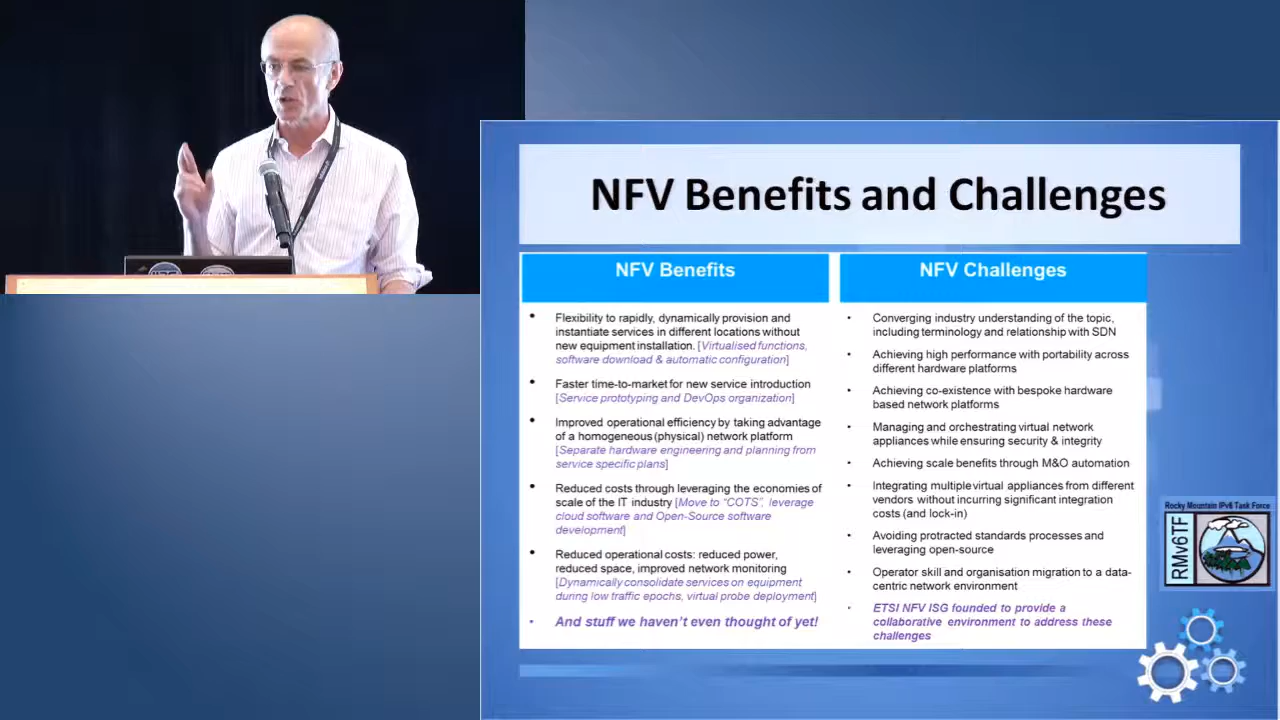 NFV Benefits and Challenges
NFV Benefits
• Flexibility to rapidly, dynamically provision and
instantiate services in different locations without
new equipment installation. [Virtualised functions,
software download & automatic configuration]
• Faster time-to-market for new service introduction
[Service prototyping and DevOps organization]
• Improved operational efficiency by taking advantage
of a homogeneous (physical) network platform
[Separate hardware engineering and planning from
service specific plans]
• Reduced costs through leveraging the economies of
scale of the IT industry [Move to “COTS”, leverage
cloud software and Open-Source software
development]
• Reduced operational costs: reduced power,
reduced space, improved network monitoring
[Dynamically consolidate services on equipment
during low traffic epochs, virtual probe deployment]
• And stuff we haven’t even thought of yet!
NFV Challenges
• Converging industry understanding of the topic,
including terminology and relationship with SDN
• Achieving high performance with portability across
different hardware platforms
• Achieving co-existence with bespoke hardware
based network platforms
• Managing and orchestrating virtual network
appliances while ensuring security & integrity
• Achieving scale benefits through M&O automation
• Integrating multiple virtual appliances from different
vendors without incurring significant integration
costs (and lock-in)
• Avoiding protracted standards processes and
leveraging open-source
• Operator skill and organisation migration to a data-
centric network environment
• ETSI NFV ISG founded to provide a
collaborative environment to address these
challenges
Rocky Mountain IPv6 Task Force
RMv6TF